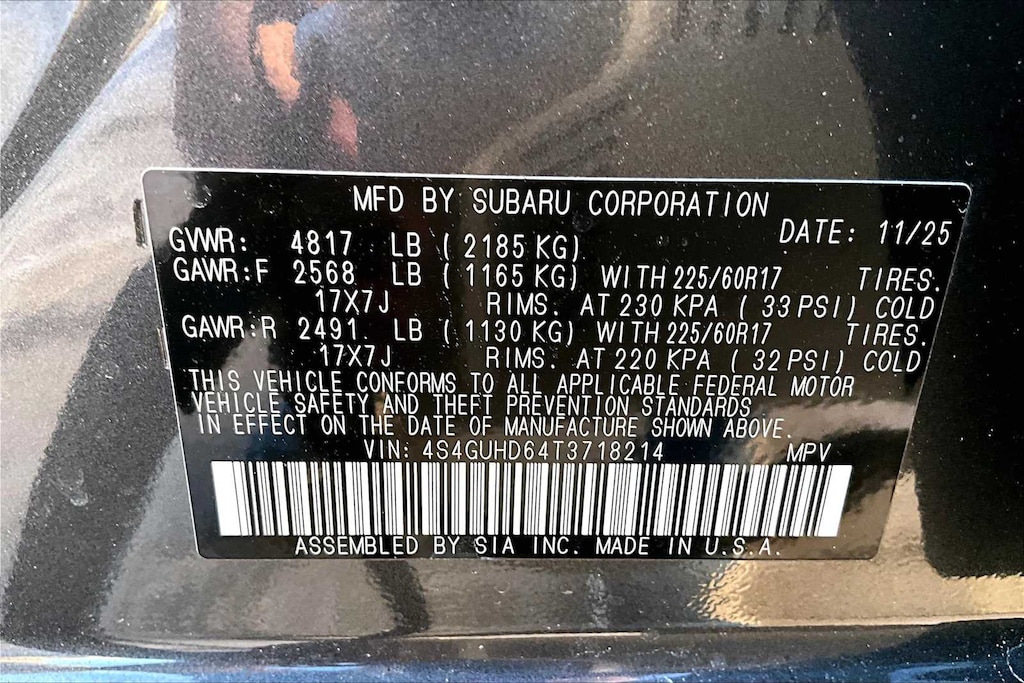 MFD BY SUBARU CORPORATION
DATE: 11/25
GVWR: 4817 LB ( 2185 KG)
GAWR:F 2568 LB ( 1165 KG) WITH 225/60R17 TIRES.
17X7J RIMS. AT 230 KPA ( 33 PSI) COLD
GAWR:R 2491 LB ( 1130 KG) WITH 225/60R17 TIRES.
17X7J RIMS. AT 220 KPA ( 32 PSI) COLD
THIS VEHICLE CONFORMS TO ALL APPLICABLE FEDERAL MOTOR
VEHICLE SAFETY AND THEFT PREVENTION STANDARDS
IN EFFECT ON THE DATE OF MANUFACTURE SHOWN ABOVE.
VIN: 4S4GUHD64T3718214 MPV
ASSEMBLED BY SIA INC. MADE IN U.S.A.